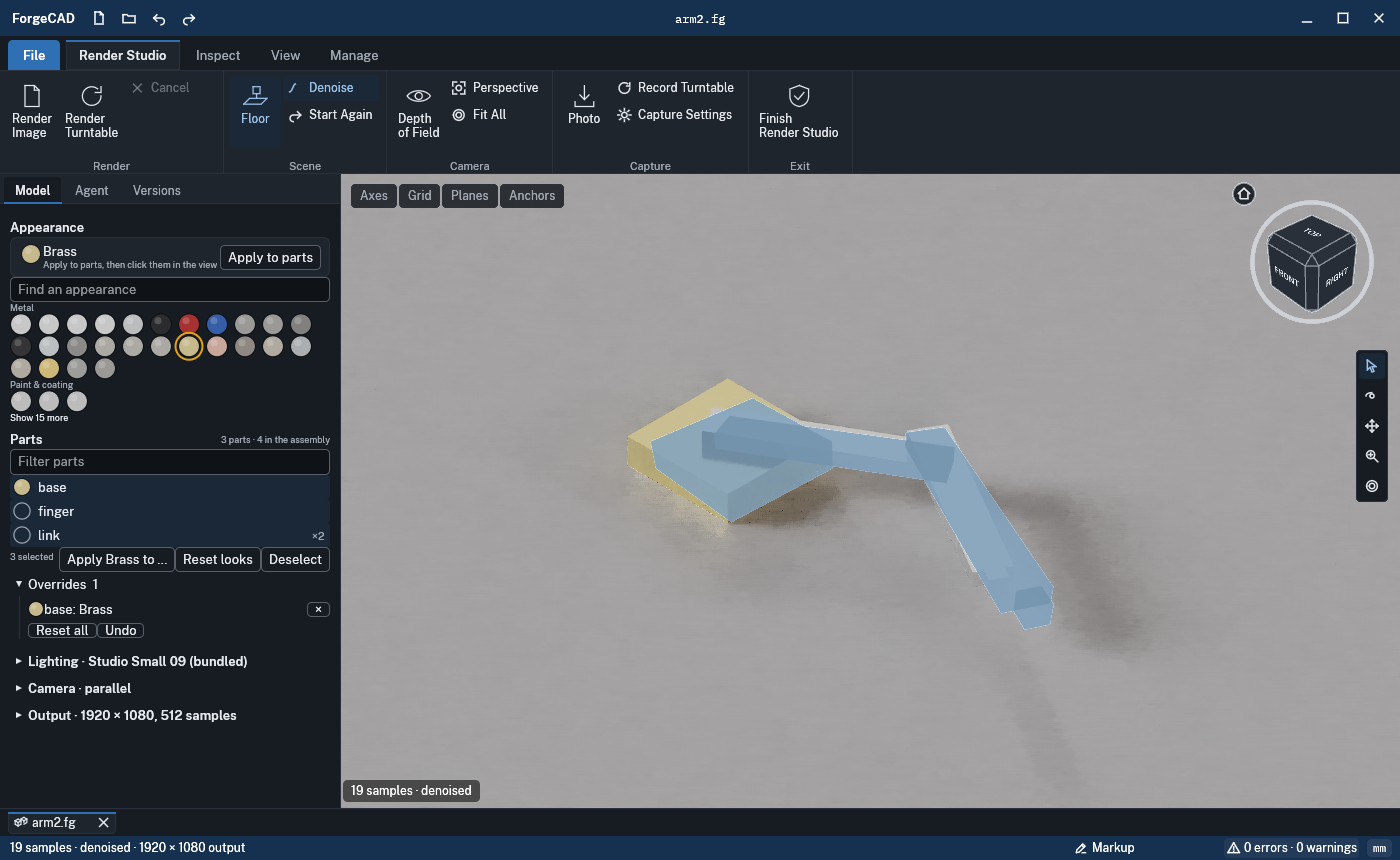 ForgeCAD
arm2.fg
File
Render Studio
Inspect
View
Manage
Render Image
Render Turntable
Cancel
Render
Floor
Denoise
Start Again
Scene
Depth of Field
Perspective
Fit All
Camera
Photo
Record Turntable
Capture Settings
Capture
Finish Render Studio
Exit
Model
Agent
Versions
Axes
Grid
Planes
Anchors
TOP
FRONT
RIGHT
Appearance
Brass
Apply to parts, then click them in the view
Apply to parts
Find an appearance
Metal
Paint & coating
Show 15 more
Parts
3 parts · 4 in the assembly
Filter parts
base
finger
link
×2
3 selected
Apply Brass to ...
Reset looks
Deselect
Overrides 1
base: Brass
Reset all
Undo
Lighting · Studio Small 09 (bundled)
Camera · parallel
Output · 1920 × 1080, 512 samples
19 samples · denoised
arm2.fg
19 samples · denoised · 1920 × 1080 output
Markup
0 errors · 0 warnings
mm